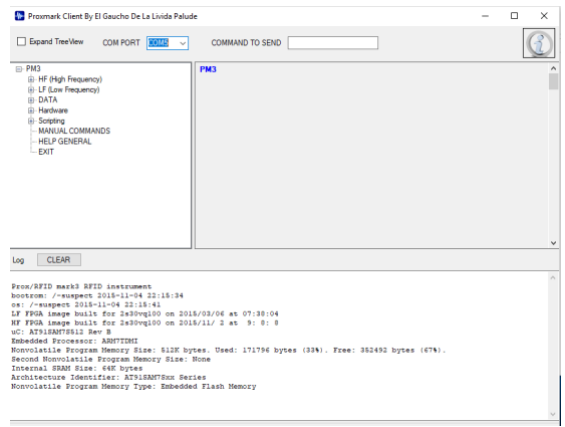 Proxmark Client By El Gaucho De La Livida Palude
Expand TreeView COM PORT COM5 COMMAND TO SEND
PM3
HF (High Frequency)
LF (Low Frequency)
DATA
Hardware
Scripting
MANUAL COMMANDS
HELP GENERAL
EXIT
PM3
Log CLEAR
Prox/RFID mark3 RFID instrument
bootrom: /-suspect 2015-11-04 22:15:34
os: /-suspect 2015-11-04 22:15:41
LF FPGA image built for 2s30vq100 on 2015/03/06 at 07:38:04
HF FPGA image built for 2s30vq100 on 2015/11/ 2 at 9: 8: 8
uC: AT91SAM7S512 Rev B
Embedded Processor: ARM7TDMI
Nonvolatile Program Memory Size: 512K bytes. Used: 171796 bytes (33%). Free: 352492 bytes (67%).
Second Nonvolatile Program Memory Size: None
Internal SRAM Size: 64K bytes
Architecture Identifier: AT91SAM7Sxx Series
Nonvolatile Program Memory Type: Embedded Flash Memory